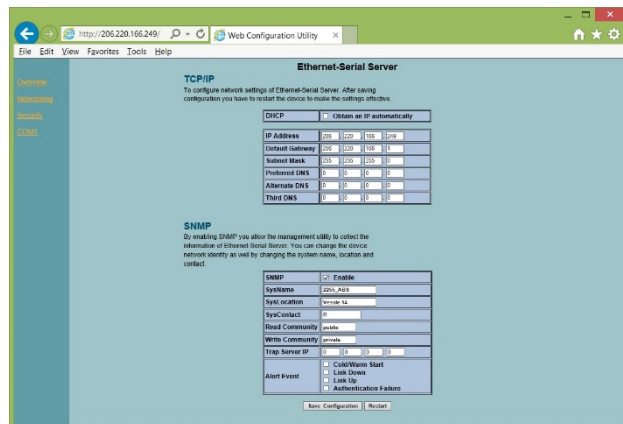 http://206.220.166.249/
Web Configuration Utility
File Edit View Favorites Tools Help
Overview
Networking
Security
COM1
Ethernet-Serial Server
TCP/IP
To configure network settings of Ethernet-Serial Server. After saving
configuration you have to restart the device to make the settings effective.
DHCP Obtain an IP automatically
IP Address 206 220 166 249
Default Gateway 206 220 166 1
Subnet Mask 255 255 255 0
Preferred DNS 0 0 0 0
Alternate DNS 0 0 0 0
Third DNS 0 0 0 0
SNMP
By enabling SNMP you allow the management utility to collect the
information of Ethernet-Serial Server. You can change the device
network identity as well by changing the system name, location and
contact.
SNMP Enable
SysName
SysLocation Vessle 14
SysContact 0
Read Community public
Write Community private
Trap Server IP 0 0 0 0
Alert Event
Cold/Warm Start
Link Down
Link Up
Authentication Failure
Save Configuration Restart